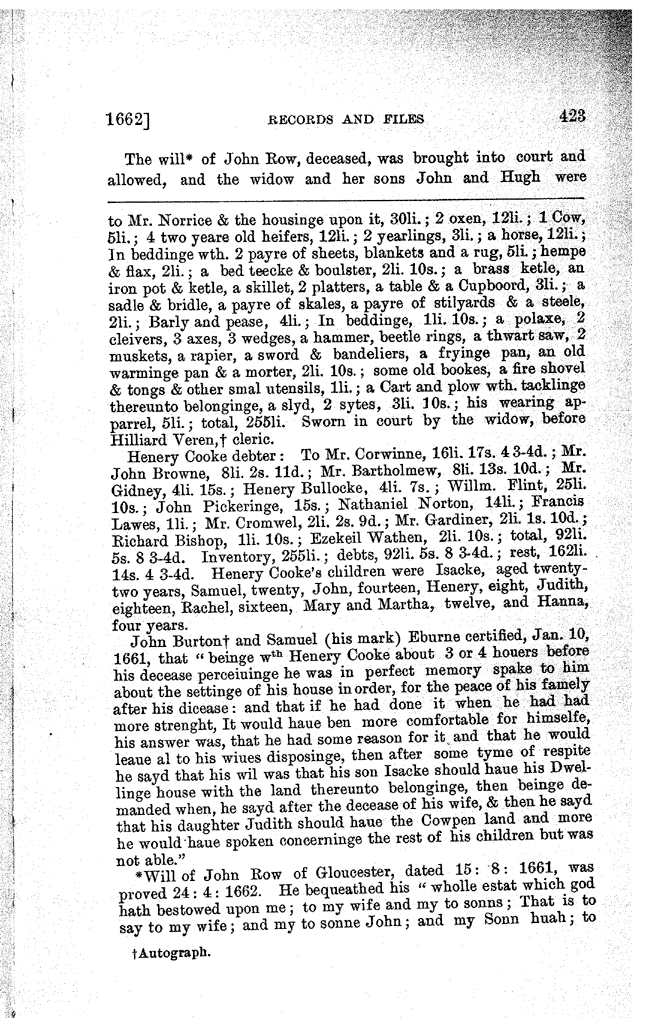 1662] RECORDS AND FILES 423
The will* of John Row, deceased, was brought into court and
allowed, and the widow and her sons John and Hugh were
to Mr. Norrice & the housinge upon it, 30li.; 2 oxen, 12li.; 1 Cow,
5li.; 4 two yeare old heifers, 12li.; 2 yearlings, 3li.; a horse, 12li.;
In beddinge wth. 2 payre of sheets, blankets and a rug, 5li.; hempe
& flax, 2li.; a bed teecke & boulster, 2li. 10s.; a brass ketle, an
iron pot & ketle, a skillet, 2 platters, a table & a Cupboord, 3li.; a
sadle & bridle, a payre of skales, a payre of stilyards & a steele,
2li.; Barly and pease, 4li.; In beddinge, 1li. 10s.; a polaxe, 2
cleivers, 3 axes, 3 wedges, a hammer, beetle rings, a thwart saw, 2
muskets, a rapier, a sword & bandeliers, a fryinge pan, an old
warminge pan & a morter, 2li. 10s.; some old bookes, a fire shovel
& tongs & other smal utensils, 1li.; a Cart and plow wth. tacklinge
thereunto belonginge, a slyd, 2 sytes, 3li. 10s.; his wearing ap-
parrel, 5li.; total, 255li. Sworn in court by the widow, before
Hilliard Veren,† cleric.
Henery Cooke debter: To Mr. Corwinne, 16li. 17s. 4 3-4d.; Mr.
John Browne, 8li. 2s. 11d.; Mr. Bartholmew, 8li. 13s. 10d.; Mr.
Gidney, 4li. 15s.; Henery Bullocke, 4li. 7s.; Willm. Flint, 25li.
10s.; John Pickeringe, 15s.; Nathaniel Norton, 14li.; Francis
Lawes, 1li.; Mr. Cromwel, 2li. 2s. 9d.; Mr. Gardiner, 2li. 1s. 10d.;
Richard Bishop, 1li. 10s.; Ezekeil Wathen, 2li. 10s.; total, 92li.
5s. 8 3-4d. Inventory, 255li.; debts, 92li. 5s. 8 3-4d.; rest, 162li.
14s. 4 3-4d. Henery Cooke's children were Isacke, aged twenty-
two years, Samuel, twenty, John, fourteen, Henery, eight, Judith,
eighteen, Rachel, sixteen, Mary and Martha, twelve, and Hanna,
four years.
John Burton† and Samuel (his mark) Eburne certified, Jan. 10,
1661, that "beinge wth Henery Cooke about 3 or 4 houers before
his decease perceiuinge he was in perfect memory spake to him
about the settinge of his house in order, for the peace of his famely
after his dicease: and that if he had done it when he had had
more strenght, It would haue ben more comfortable for himselfe,
his answer was, that he had some reason for it and that he would
leaue al to his wiues disposinge, then after some tyme of respite
he sayd that his wil was that his son Isacke should haue his Dwel-
linge house with the land thereunto belonginge, then beinge de-
manded when, he sayd after the decease of his wife, & then he sayd
that his daughter Judith should haue the Cowpen land and more
he would haue spoken concerninge the rest of his children but was
not able."
*Will of John Row of Gloucester, dated 15: 8: 1661, was
proved 24: 4: 1662. He bequeathed his "wholle estat which god
hath bestowed upon me; to my wife and my to sonns; That is to
say to my wife; and my to sonne John; and my Sonn huah; to
†Autograph.